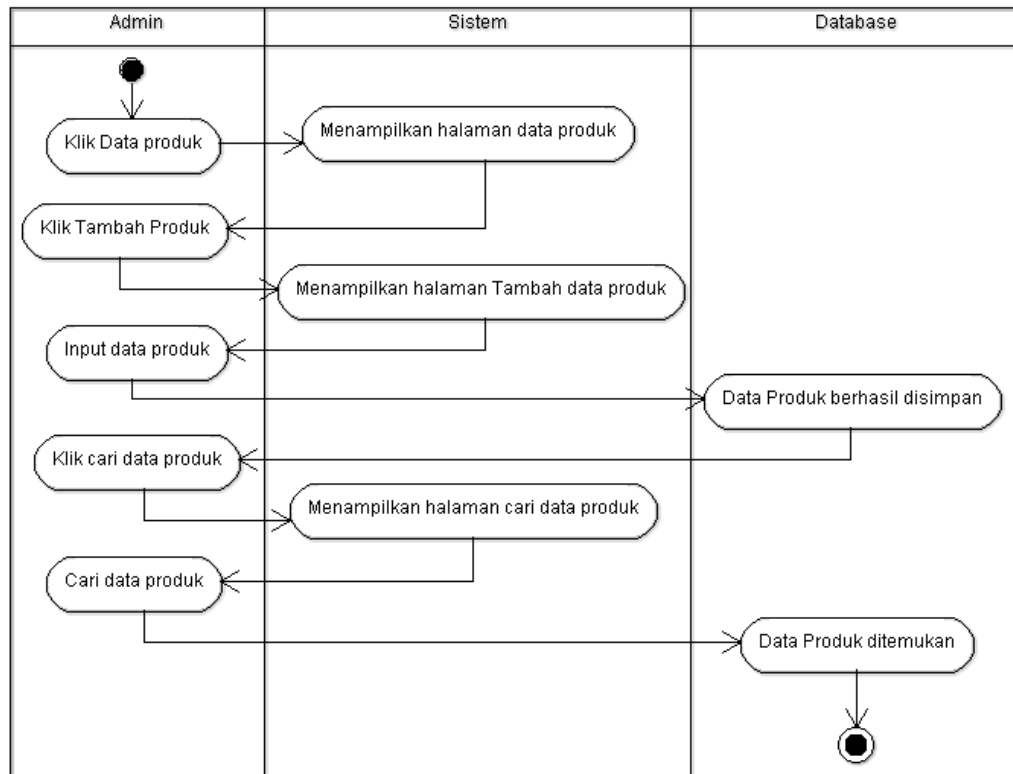 Admin
Sistem
Database
Klik Data produk
Menampilkan halaman data produk
Klik Tambah Produk
Menampilkan halaman Tambah data produk
Input data produk
Data Produk berhasil disimpan
Klik cari data produk
Menampilkan halaman cari data produk
Cari data produk
Data Produk ditemukan